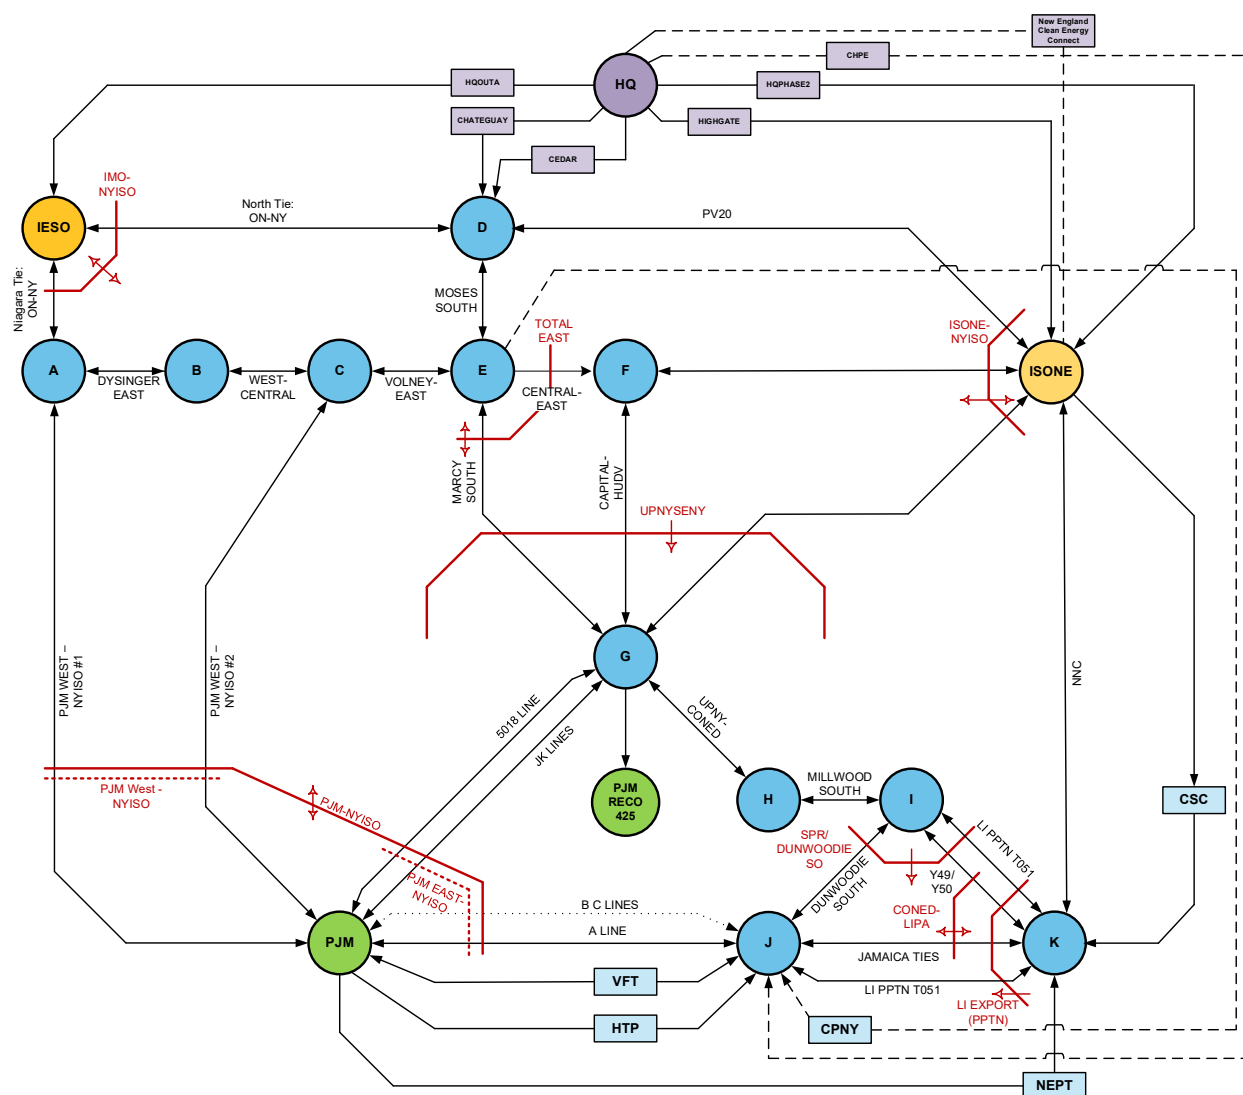 New England
Clean Energy
Connect
CHPE
HQOUTA
HQ
HQPHASE2
CHATEGUAY
HIGHGATE
CEDAR
IMO-
NYISO
IESO
North Tie:
ON-NY
D
PV20
Niagara Tie:
ON-NY
MOSES
SOUTH
TOTAL
EAST
ISONE-
NYISO
A
DYSINGER
EAST
B
WEST-
CENTRAL
C
VOLNEY-
EAST
E
CENTRAL-
EAST
F
ISONE
MARCY
SOUTH
CAPITAL-
HUDV
UPNYSENY
G
PJM WEST –
NYISO #1
PJM WEST –
NYISO #2
NNC
5018 LINE
JK LINES
UPNY-
CONED
PJM West -
NYISO
PJM-NYISO
PJM EAST-
NYISO
PJM
RECO
425
H
MILLWOOD
SOUTH
I
CSC
SPR/
DUNWOODIE
SO
DUNWOODIE
SOUTH
LI PPTN T051
Y49/
Y50
CONED-
LIPA
B C LINES
A LINE
PJM
J
JAMAICA TIES
K
VFT
LI PPTN T051
LI EXPORT
(PPTN)
HTP
CPNY
NEPT